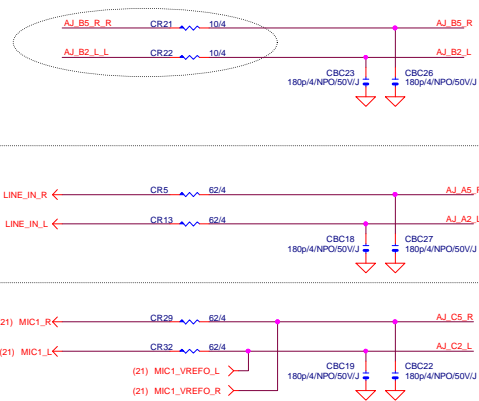 AJ_B5_R_R CR21 10/4 AJ_B5_R
AJ_B2_L_L CR22 10/4 AJ_B2_L
CBC23 CBC26
180p/4/NPO/50V/J 180p/4/NPO/50V/J
LINE_IN_R CR5 62/4 AJ_A5_R
LINE_IN_L CR13 62/4 AJ_A2_L
CBC18 CBC27
180p/4/NPO/50V/J 180p/4/NPO/50V/J
21) MIC1_R CR29 62/4 AJ_C5_R
(21) MIC1_L CR32 62/4 AJ_C2_L
(21) MIC1_VREFO_L
CBC19 CBC22
180p/4/NPO/50V/J 180p/4/NPO/50V/J
(21) MIC1_VREFO_R